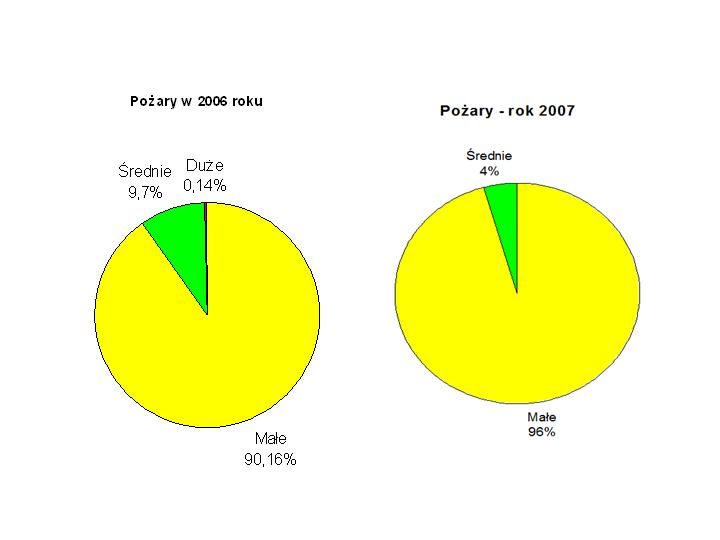 Pożary w 2006 roku
Średnie
9,7%
Duże
0,14%
Małe
90,16%
Pożary - rok 2007
Średnie
4%
Małe
96%